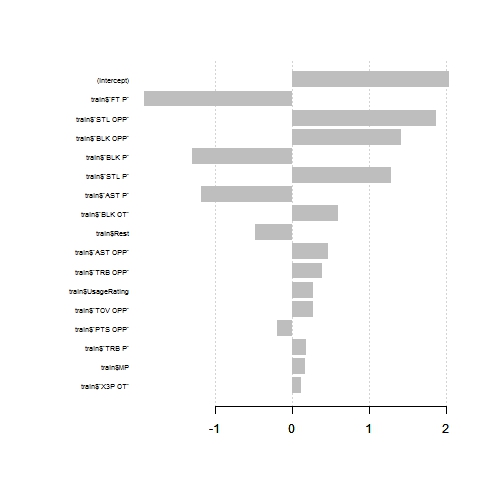 (Intercept)
train$`FT P`
train$`STL OPP`
train$`BLK OPP`
train$`BLK P`
train$`STL P`
train$`AST P`
train$`BLK OT`
train$Rest
train$`AST OPP`
train$`TRB OPP`
train$UsageRating
train$`TOV OPP`
train$`PTS OPP`
train$`TRB P`
train$MP
train$`X3P OT`
-1 0 1 2